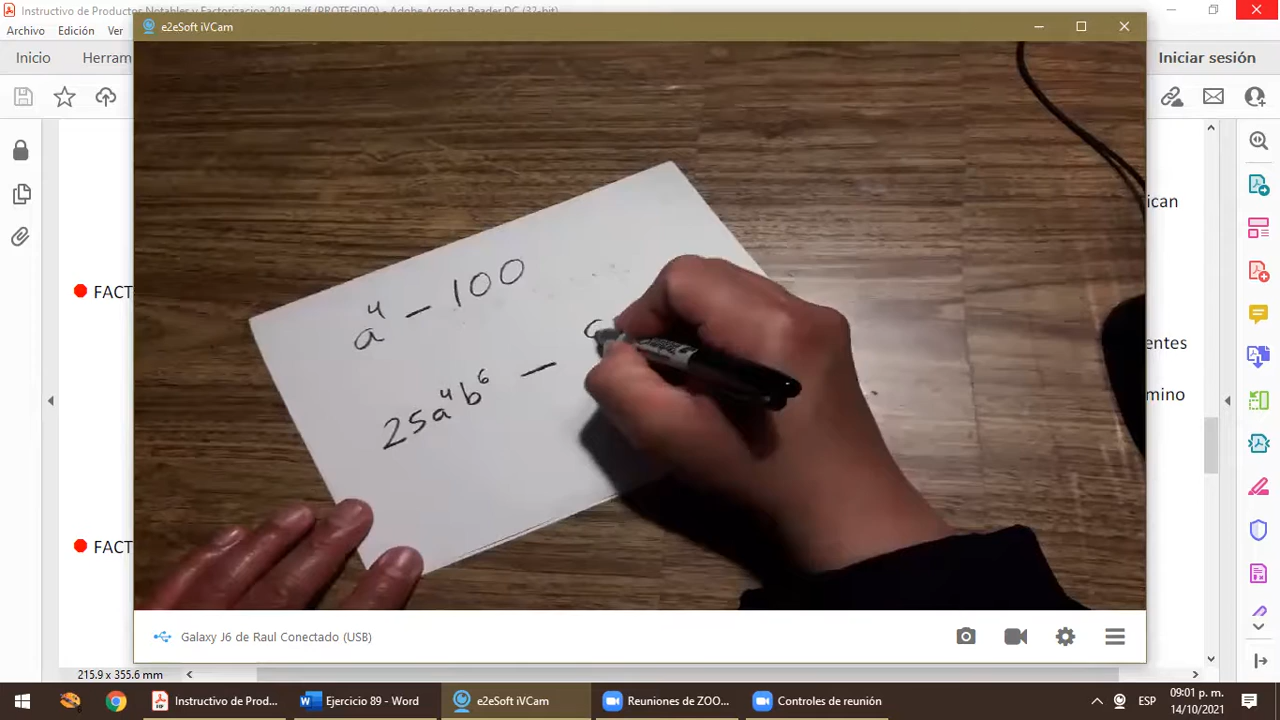 Instructivo de Productos Notables y Factorizacion 2021.pdf (PROTEGIDO) - Adobe Acrobat Reader DC (32-bit)
Archivo Edición Ver
e2eSoft iVCam
Inicio Herram
Iniciar sesión
ican
FACT
a⁴ - 100
entes
25a⁴b⁶ -
mino
FACT
Galaxy J6 de Raul Conectado (USB)
215.9 x 355.6 mm
Instructivo de Prod... Ejercicio 89 - Word e2eSoft iVCam Reuniones de ZOO... Controles de reunión
ESP
09:01 p. m.
14/10/2021